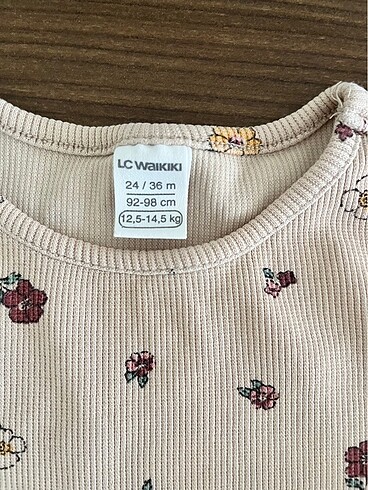 LC WAIKIKI
24 / 36 m
92-98 cm
12,5-14,5 kg